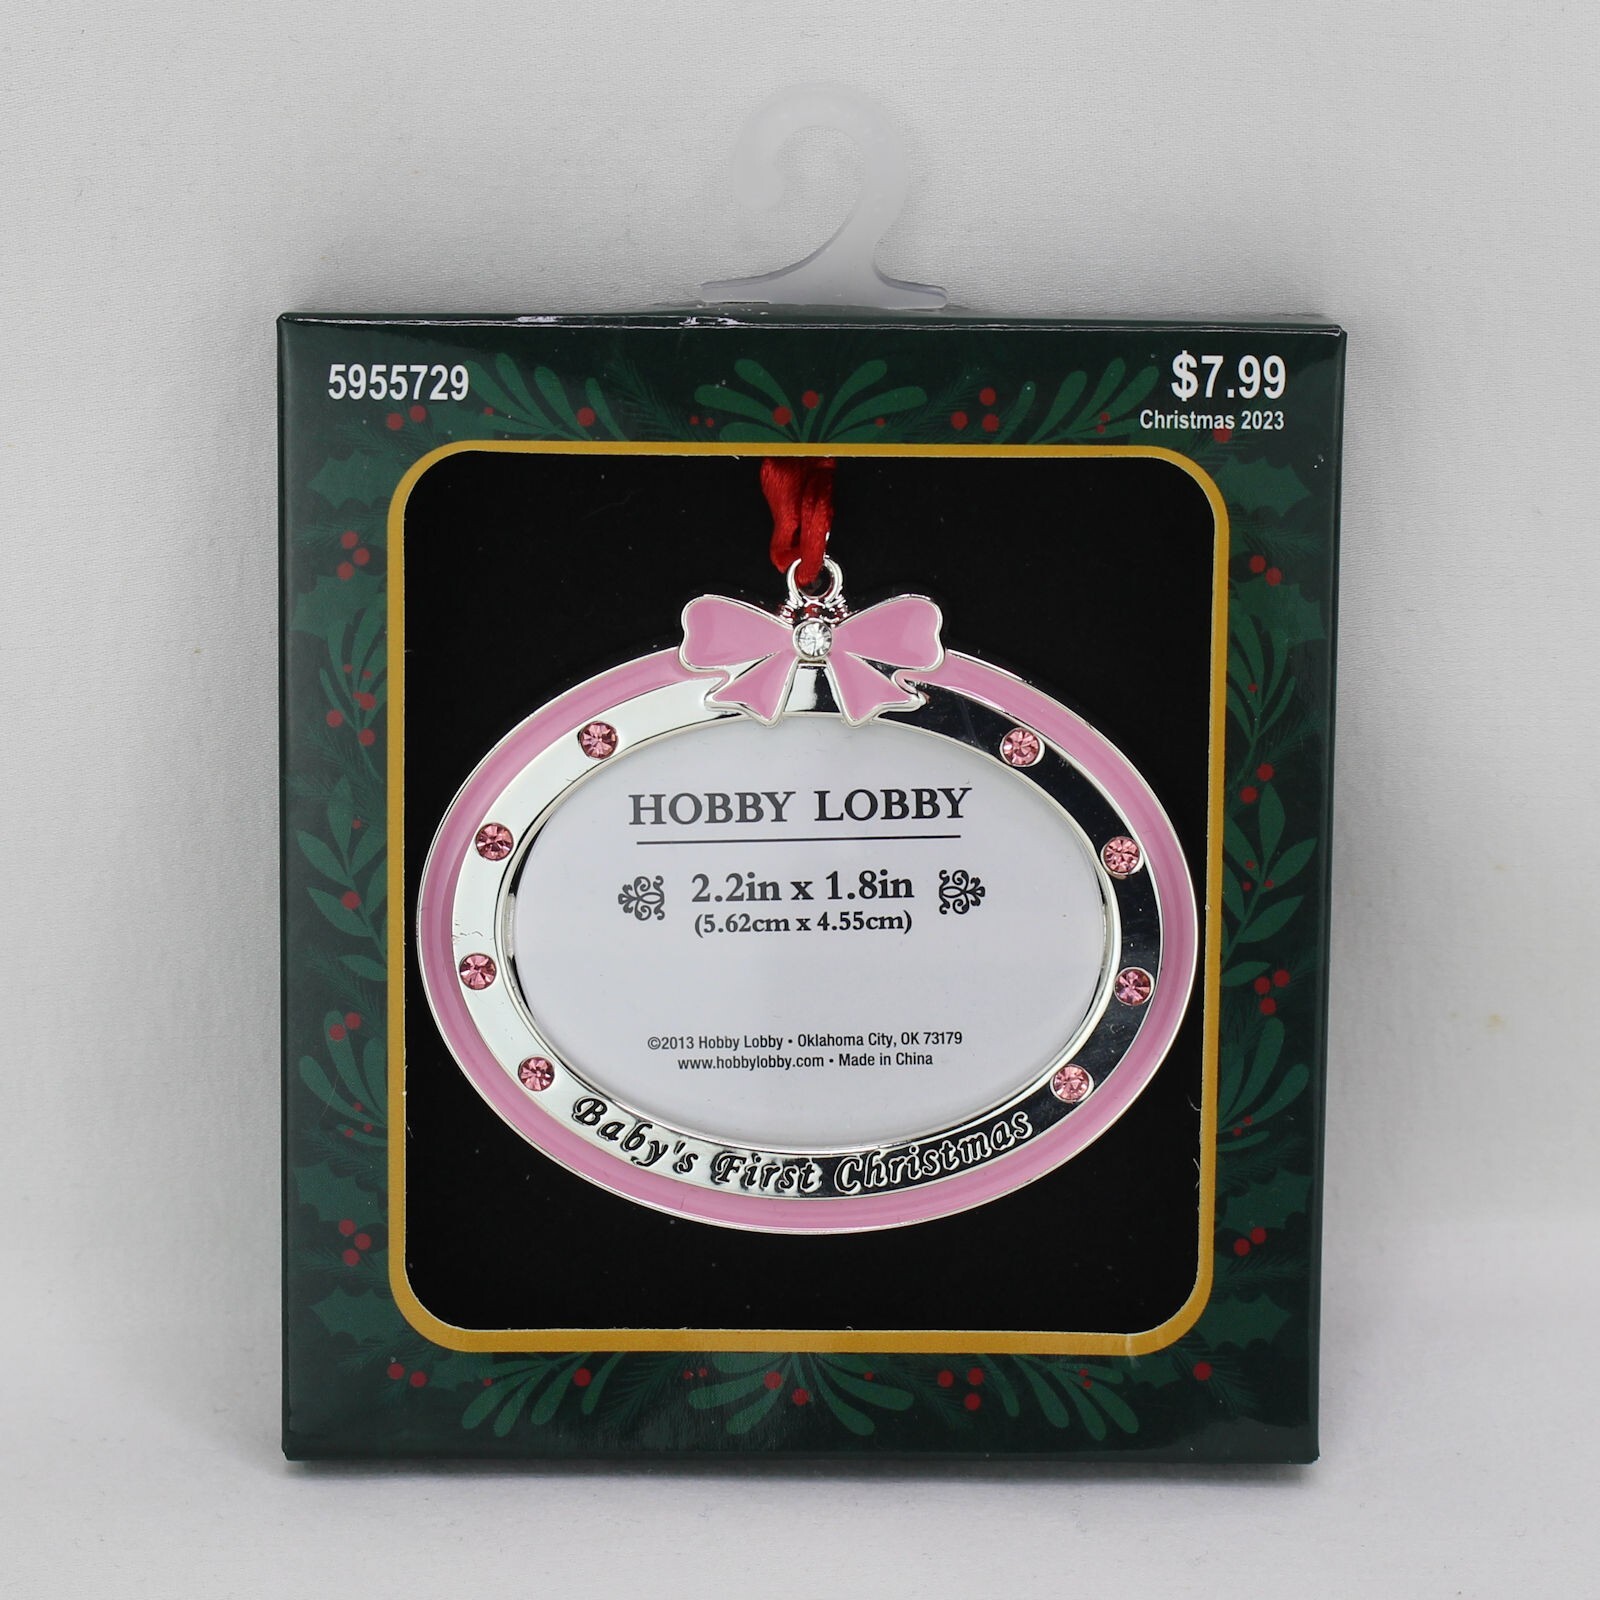 5955729
$7.99
Christmas 2023
HOBBY LOBBY
2.2in x 1.8in
(5.62cm x 4.55cm)
©2013 Hobby Lobby • Oklahoma City, OK 73179
www.hobbylobby.com • Made in China
Baby's First Christmas